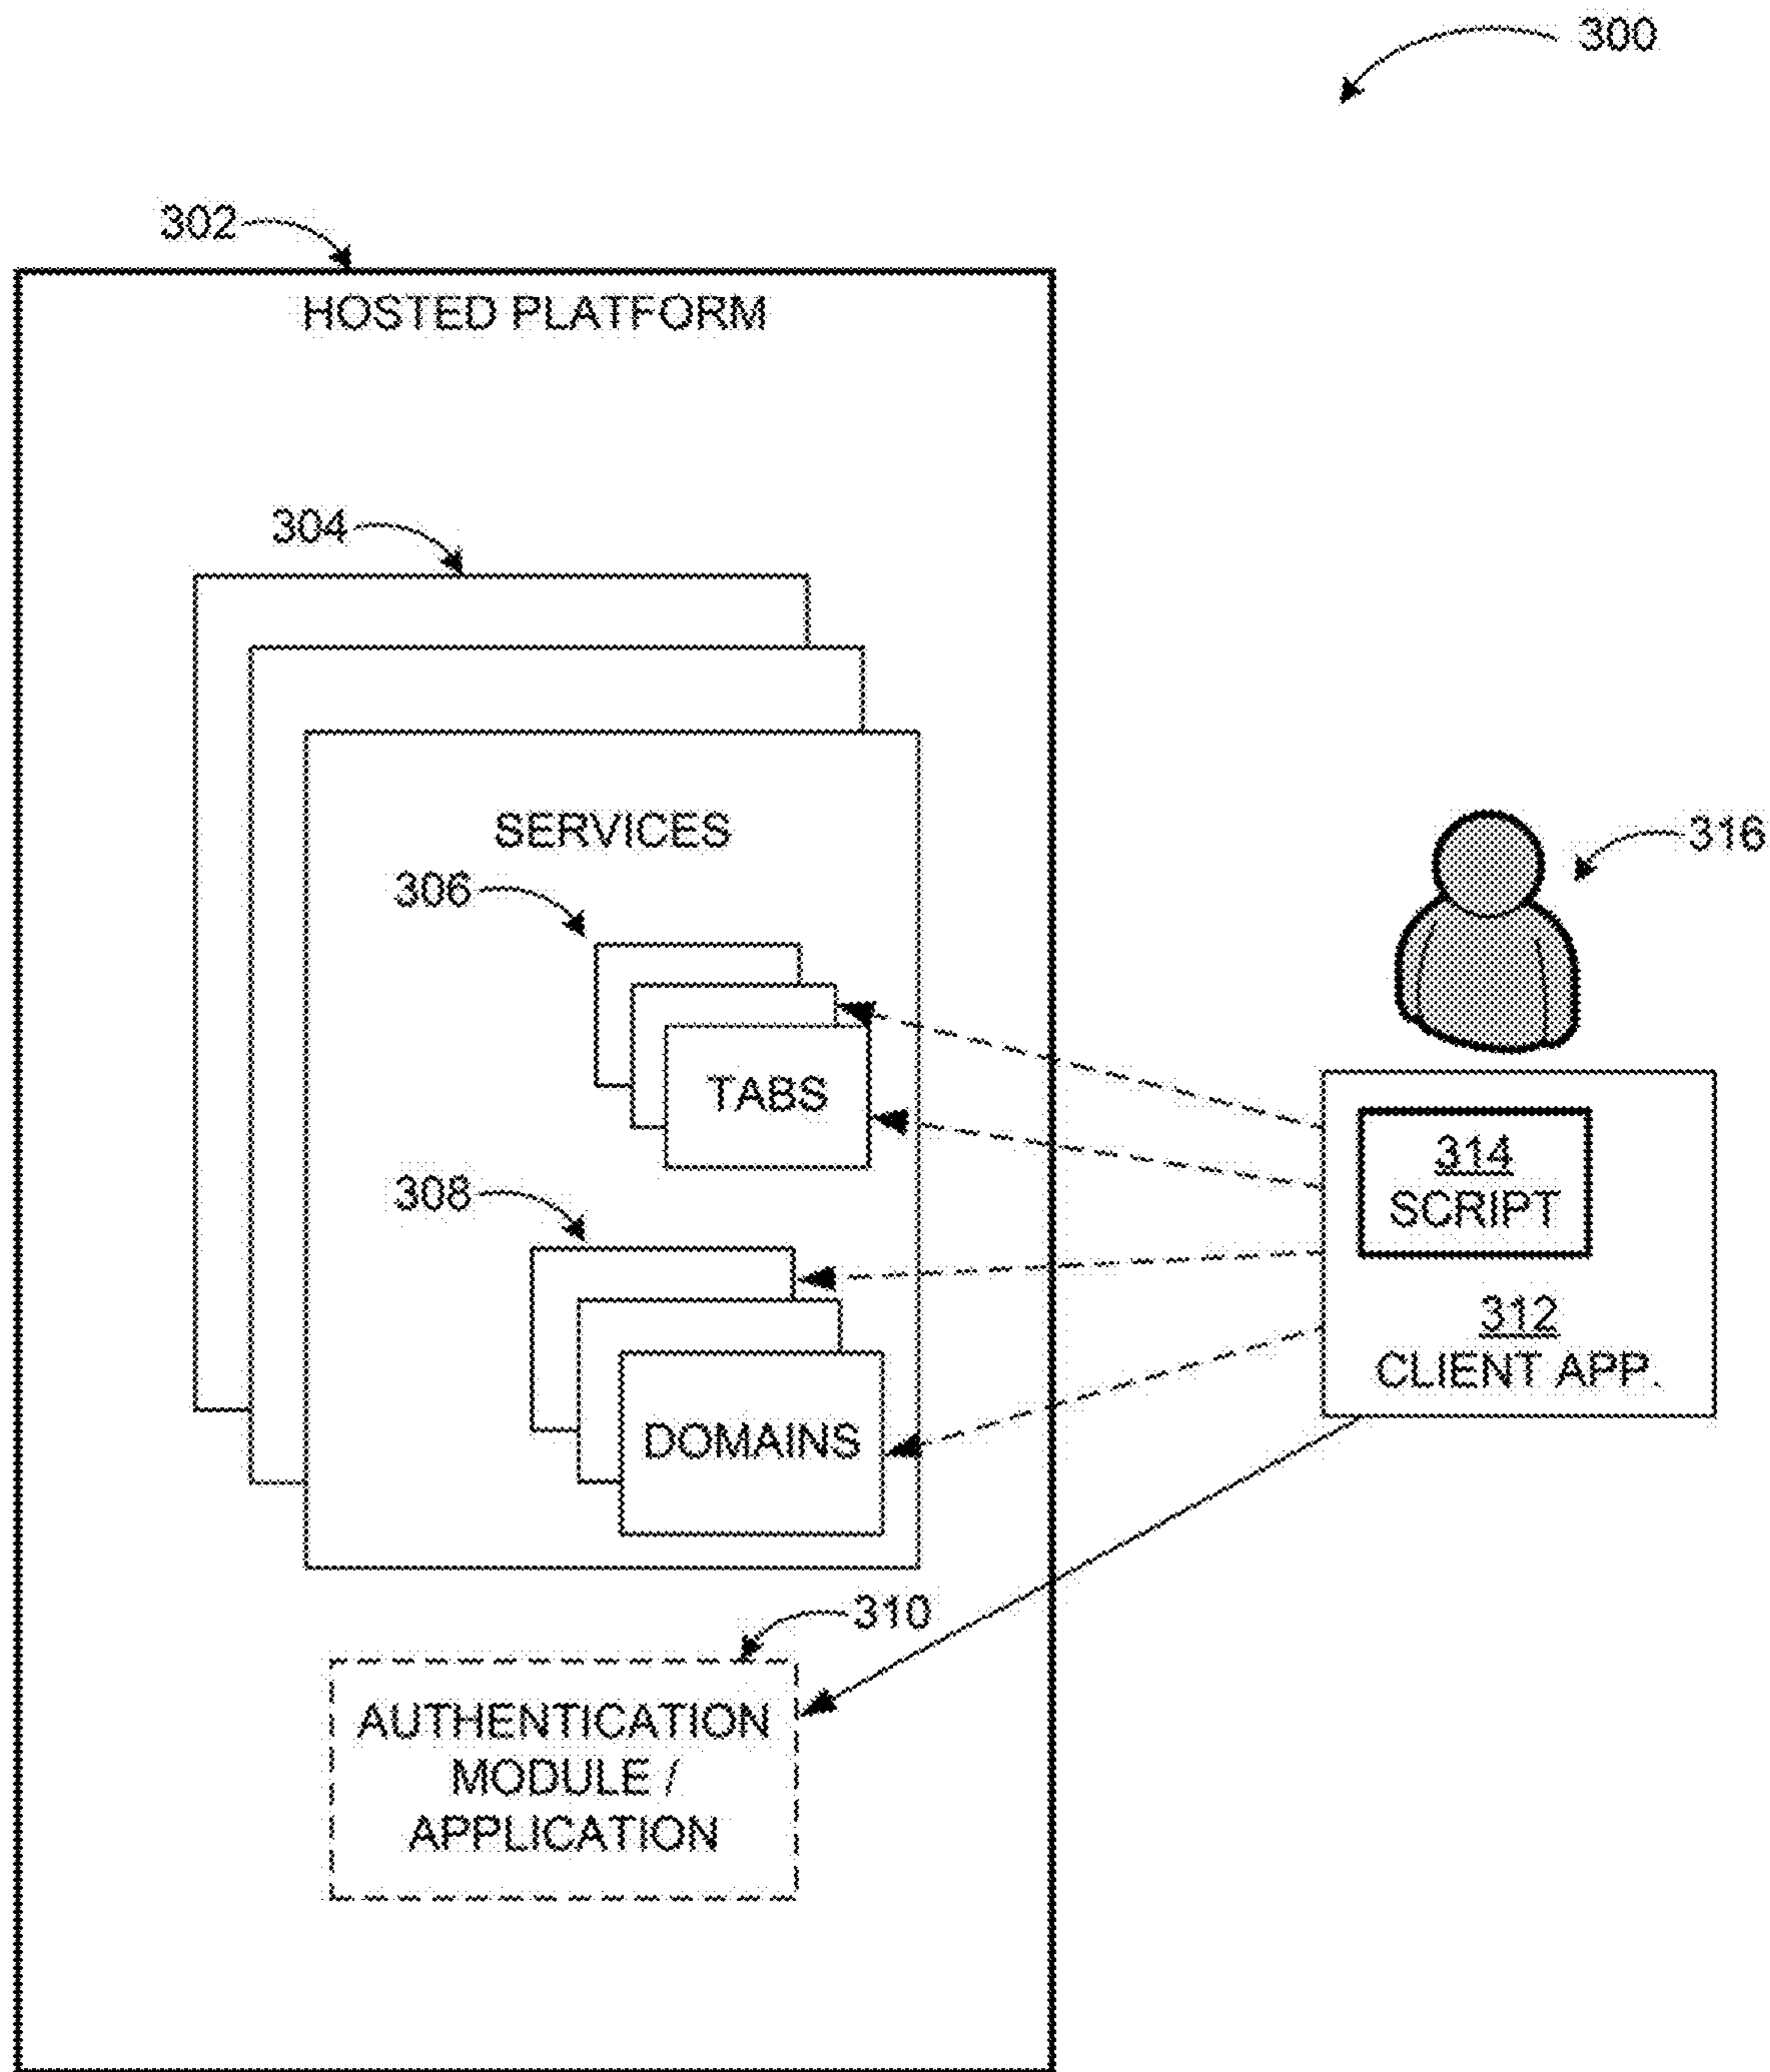 300
302
HOSTED PLATFORM
304
SERVICES
316
306
TABS
314
SCRIPT
308
312
CLIENT APP.
DOMAINS
310
AUTHENTICATION
MODULE /
APPLICATION